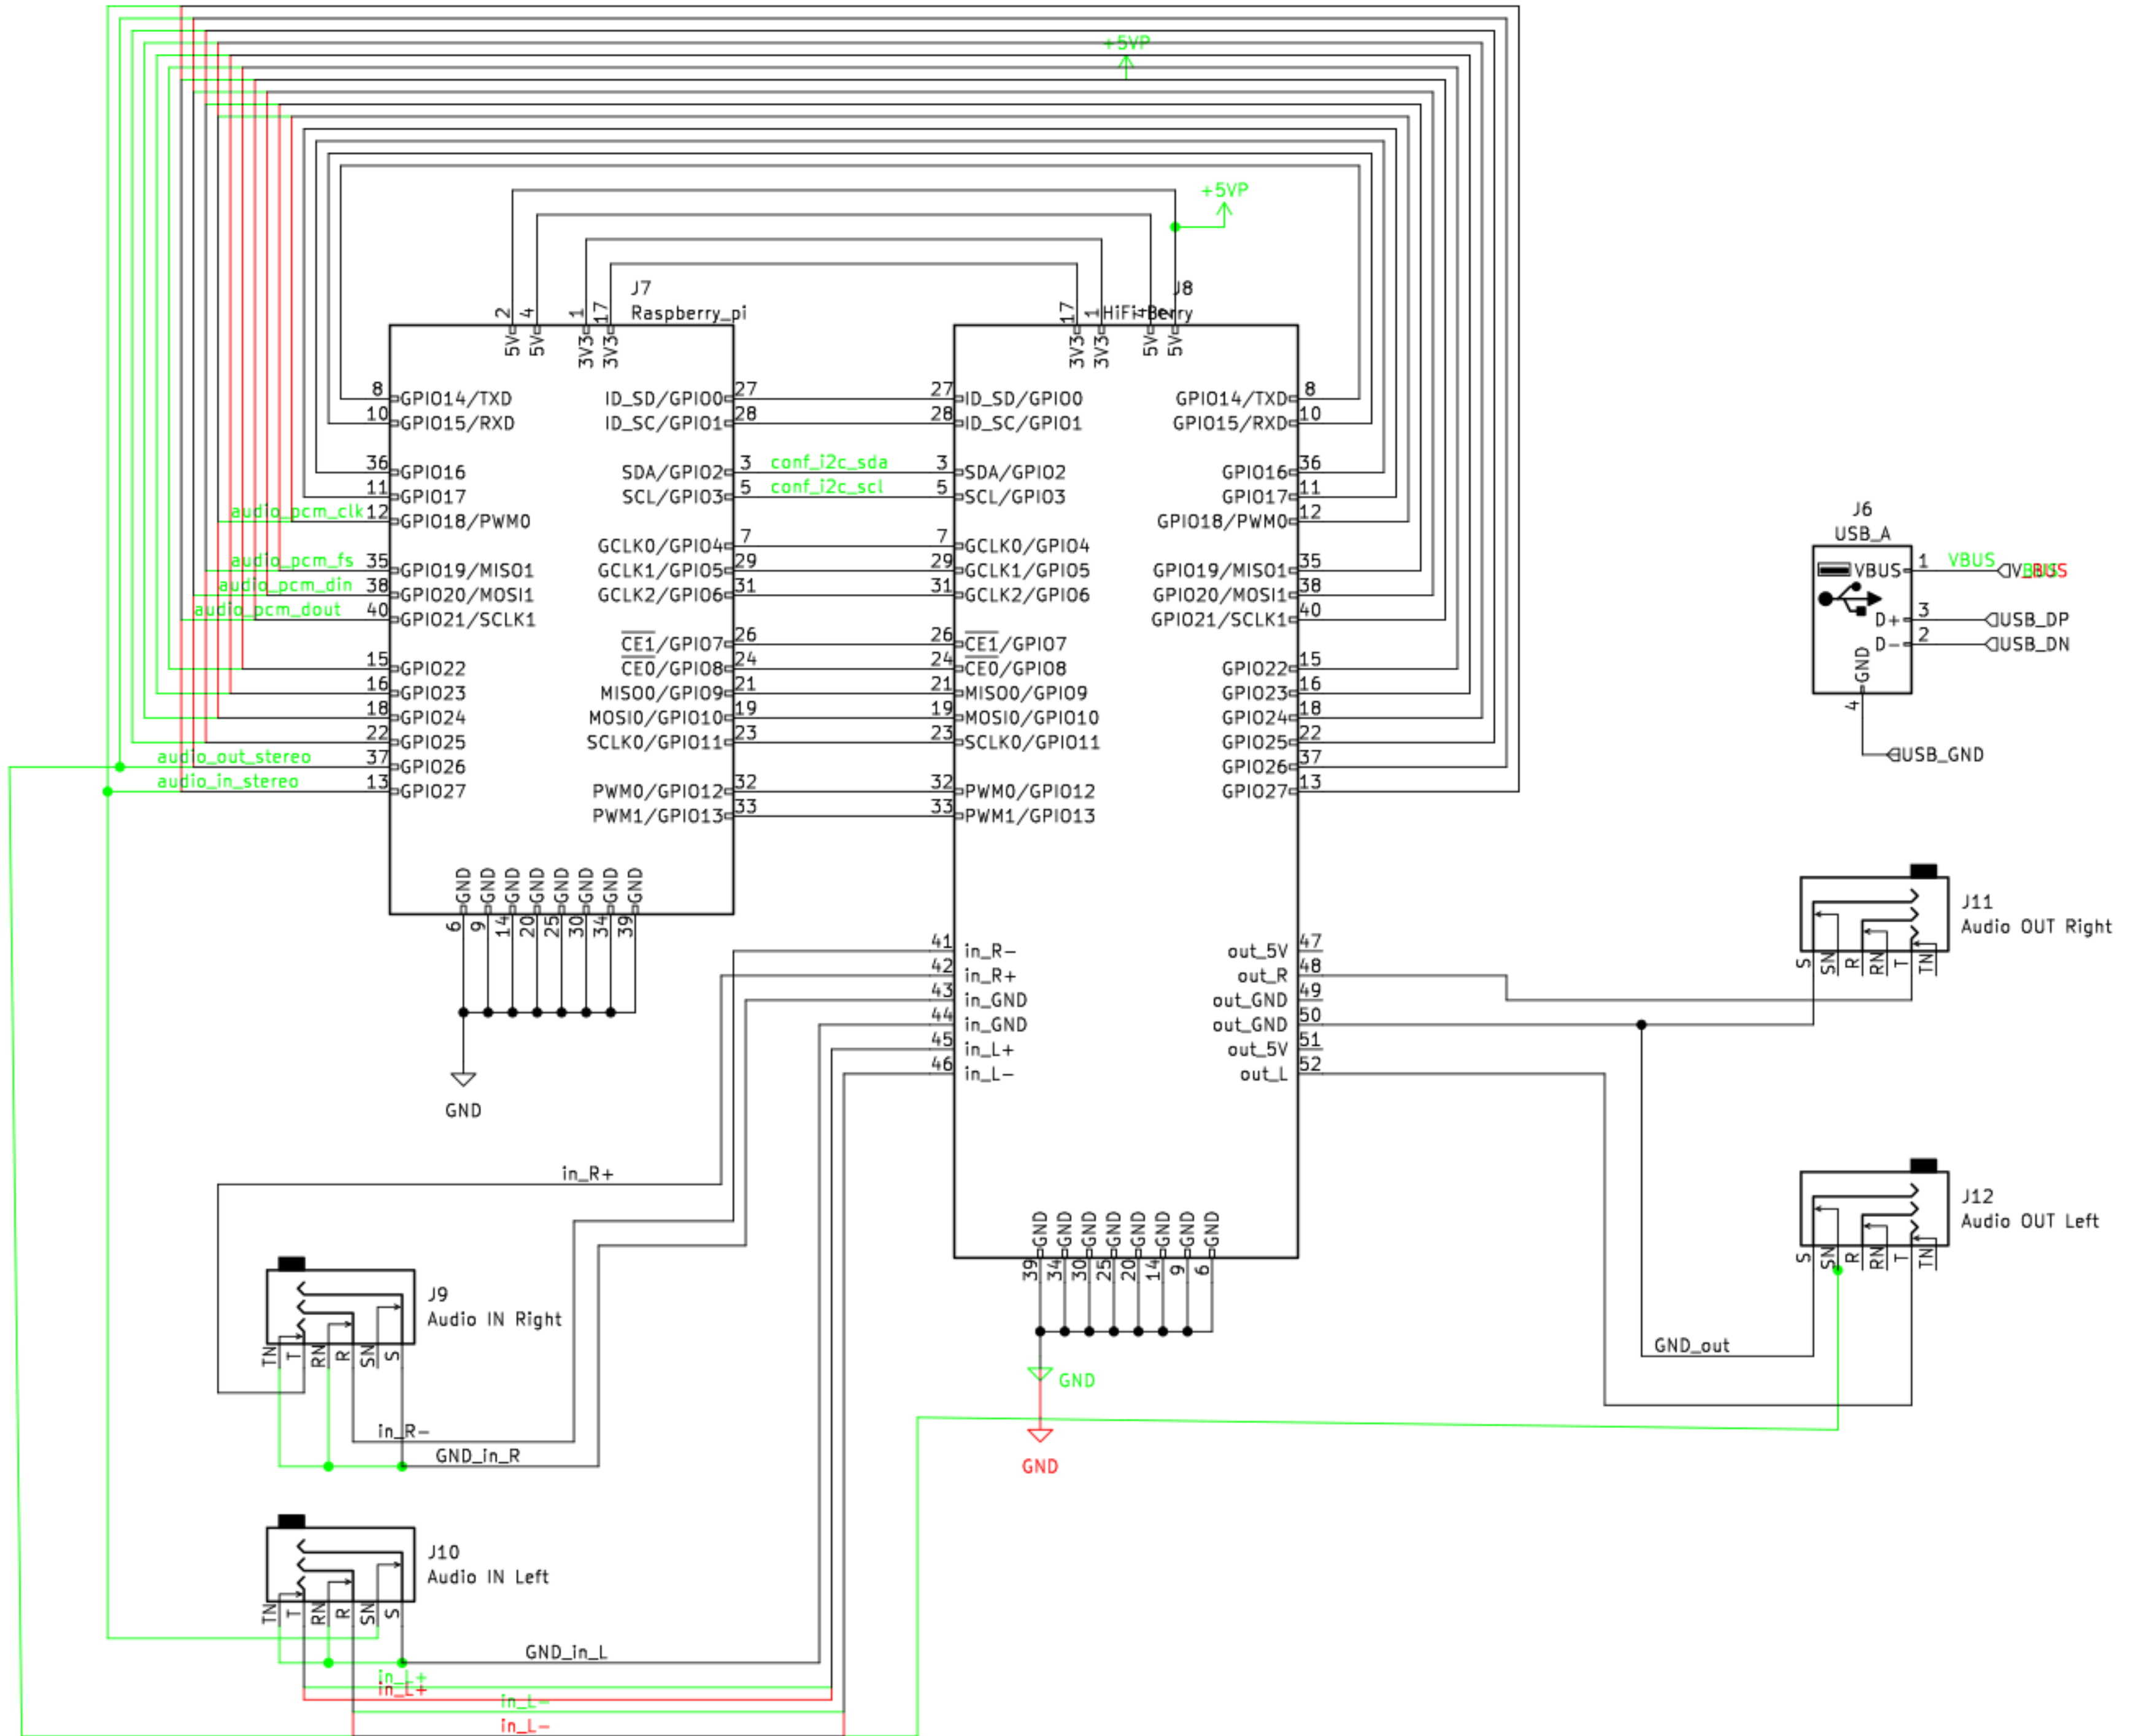 +5VP
+5VP
J7
Raspberry_pi
J8
HiFi-Berry
2
4
1
17
17
1
4
2
5V
5V
3V3
3V3
3V3
3V3
5V
5V
8 GPIO14/TXD ID_SD/GPIO0 27
10 GPIO15/RXD ID_SC/GPIO1 28
36 GPIO16 SDA/GPIO2 3 conf_i2c_sda
11 GPIO17 SCL/GPIO3 5 conf_i2c_scl
audio_pcm_clk 12 GPIO18/PWM0
GCLK0/GPIO4 7
audio_pcm_fs 35 GPIO19/MISO1 GCLK1/GPIO5 29
audio_pcm_din 38 GPIO20/MOSI1 GCLK2/GPIO6 31
audio_pcm_dout 40 GPIO21/SCLK1
CE1/GPIO7 26
15 GPIO22 CE0/GPIO8 24
16 GPIO23 MISO0/GPIO9 21
18 GPIO24 MOSI0/GPIO10 19
22 GPIO25 SCLK0/GPIO11 23
audio_out_stereo 37 GPIO26
audio_in_stereo 13 GPIO27 PWM0/GPIO12 32
PWM1/GPIO13 33
GND GND GND GND GND GND GND GND
6 9 14 20 25 30 34 39
GND
27 ID_SD/GPIO0 GPIO14/TXD 8
28 ID_SC/GPIO1 GPIO15/RXD 10
3 SDA/GPIO2 GPIO16 36
5 SCL/GPIO3 GPIO17 11
GPIO18/PWM0 12
7 GCLK0/GPIO4
29 GCLK1/GPIO5 GPIO19/MISO1 35
31 GCLK2/GPIO6 GPIO20/MOSI1 38
GPIO21/SCLK1 40
26 CE1/GPIO7
24 CE0/GPIO8 GPIO22 15
21 MISO0/GPIO9 GPIO23 16
19 MOSI0/GPIO10 GPIO24 18
23 SCLK0/GPIO11 GPIO25 22
GPIO26 37
32 PWM0/GPIO12 GPIO27 13
33 PWM1/GPIO13
41 in_R- out_5V 47
42 in_R+ out_R 48
43 in_GND out_GND 49
44 in_GND out_GND 50
45 in_L+ out_5V 51
46 in_L- out_L 52
GND GND GND GND GND GND GND GND
39 34 30 25 20 14 9 6
GND
GND
J6
USB_A
VBUS 1 VBUS
D+ 3 USB_DP
D- 2 USB_DN
GND
4
USB_GND
J11
Audio OUT Right
S SN R RN T TN
J12
Audio OUT Left
S SN R RN T TN
GND_out
in_R+
J9
Audio IN Right
TN T RN R SN S
in_R-
GND_in_R
J10
Audio IN Left
TN T RN R SN S
GND_in_L
in_L+
in_L+
in_L-
in_L-